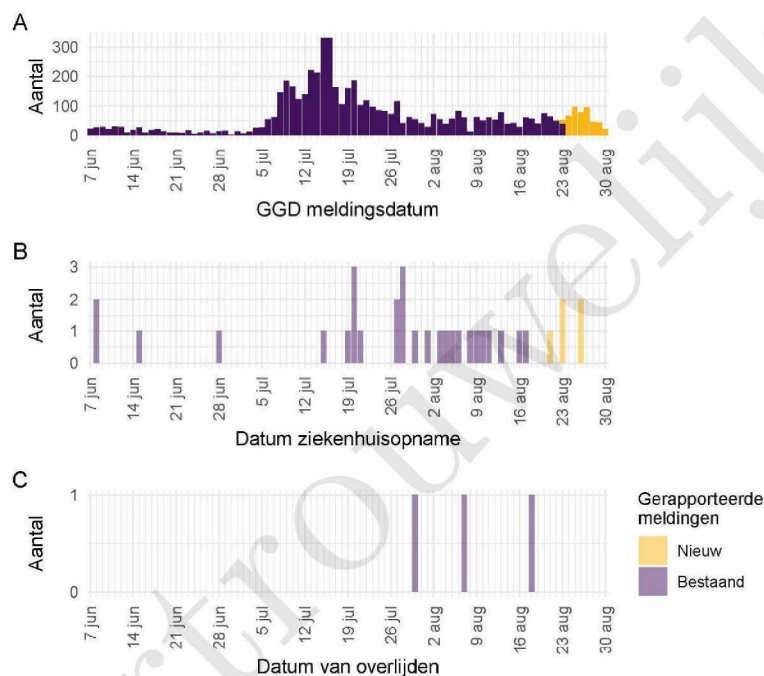 A
Aantal
300
200
100
0
7 jun
14 jun
21 jun
28 jun
5 jul
12 jul
19 jul
26 jul
2 aug
9 aug
16 aug
23 aug
30 aug
GGD meldingsdatum
B
Aantal
3
2
1
0
7 jun
14 jun
21 jun
28 jun
5 jul
12 jul
19 jul
26 jul
2 aug
9 aug
16 aug
23 aug
30 aug
Datum ziekenhuisopname
C
Aantal
1
0
7 jun
14 jun
21 jun
28 jun
5 jul
12 jul
19 jul
26 jul
2 aug
9 aug
16 aug
23 aug
30 aug
Datum van overlijden
Gerapporteerde
meldingen
Nieuw
Bestaand
rtrouwelijk